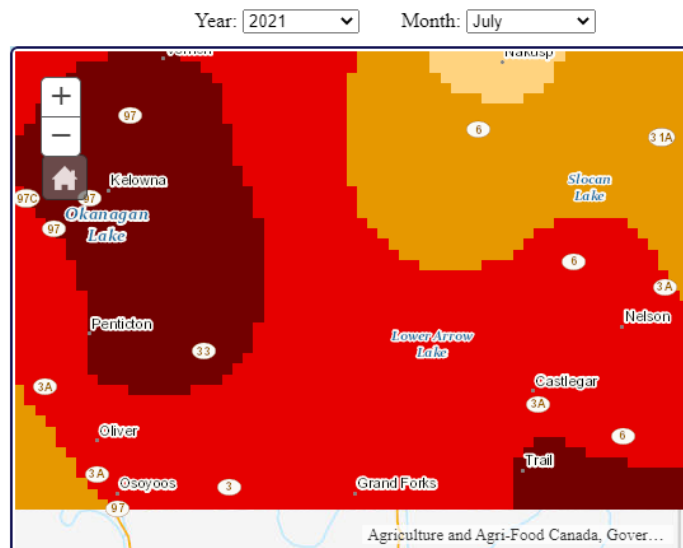 Year: 2021 Month: July
Nakusp
+
97
6
3 1A
−
Kelowna
Slocan
Lake
97C
97
Okanagan
Lake
97
6
3A
Penticton
Nelson
Lower Arrow
Lake
33
3A
Castlegar
3A
Oliver
6
Trail
3A
Osoyoos
3
Grand Forks
97
Agriculture and Agri-Food Canada, Gover...